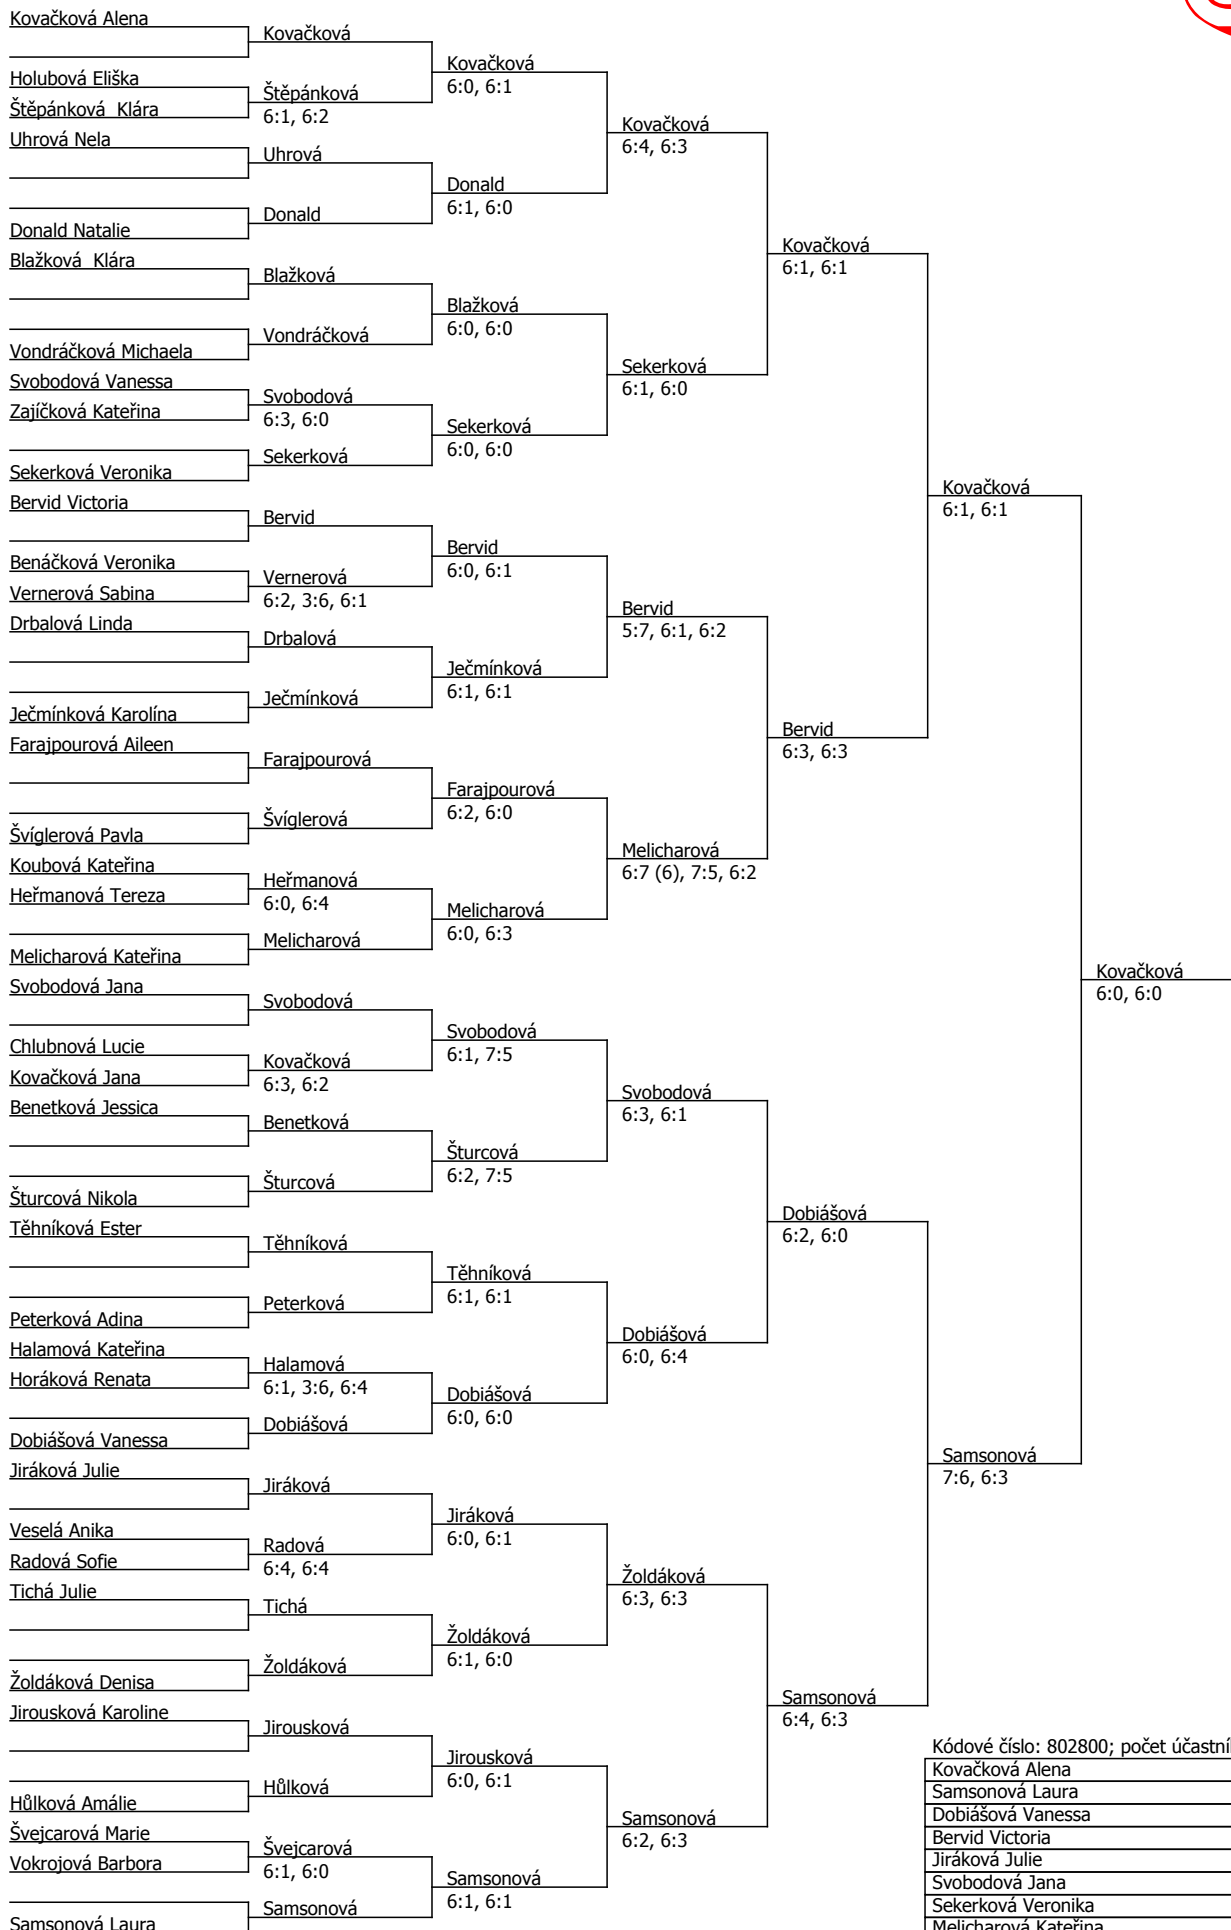 Kovačková Alena
Holubová Eliška
Štěpánková  Klára
Uhrová Nela
Donald Natalie
Blažková  Klára
Vondráčková Michaela
Svobodová Vanessa
Zajíčková Kateřina
Sekerková Veronika
Bervid Victoria
Benáčková Veronika
Vernerová Sabina
Drbalová Linda
Ječmínková Karolína
Farajpourová Aileen
Švíglerová Pavla
Koubová Kateřina
Heřmanová Tereza
Melicharová Kateřina
Svobodová Jana
Chlubnová Lucie
Kovačková Jana
Benetková Jessica
Šturcová Nikola
Těhníková Ester
Peterková Adina
Halamová Kateřina
Horáková Renata
Dobiášová Vanessa
Jiráková Julie
Veselá Anika
Radová Sofie
Tichá Julie
Žoldáková Denisa
Jirousková Karoline
Hůlková Amálie
Švejcarová Marie
Vokrojová Barbora
Samsonová Laura
Kovačková
Štěpánková
6:1, 6:2
Uhrová
Donald
Blažková
Vondráčková
Svobodová
6:3, 6:0
Sekerková
Bervid
Vernerová
6:2, 3:6, 6:1
Drbalová
Ječmínková
Farajpourová
Švíglerová
Heřmanová
6:0, 6:4
Melicharová
Svobodová
Kovačková
6:3, 6:2
Benetková
Šturcová
Těhníková
Peterková
Halamová
6:1, 3:6, 6:4
Dobiášová
Jiráková
Radová
6:4, 6:4
Tichá
Žoldáková
Jirousková
Hůlková
Švejcarová
6:1, 6:0
Samsonová
Kovačková
6:0, 6:1
Donald
6:1, 6:0
Blažková
6:0, 6:0
Sekerková
6:0, 6:0
Bervid
6:0, 6:1
Ječmínková
6:1, 6:1
Farajpourová
6:2, 6:0
Melicharová
6:0, 6:3
Svobodová
6:1, 7:5
Šturcová
6:2, 7:5
Těhníková
6:1, 6:1
Dobiášová
6:0, 6:0
Jiráková
6:0, 6:1
Žoldáková
6:1, 6:0
Jirousková
6:0, 6:1
Samsonová
6:1, 6:1
Kovačková
6:4, 6:3
Sekerková
6:1, 6:0
Bervid
5:7, 6:1, 6:2
Melicharová
6:7 (6), 7:5, 6:2
Svobodová
6:3, 6:1
Dobiášová
6:0, 6:4
Žoldáková
6:3, 6:3
Samsonová
6:2, 6:3
Kovačková
6:1, 6:1
Bervid
6:3, 6:3
Dobiášová
6:2, 6:0
Samsonová
6:4, 6:3
Kovačková
6:1, 6:1
Samsonová
7:6, 6:3
Kovačková
6:0, 6:0
Kódové číslo: 802800; počet účastní
Kovačková Alena
Samsonová Laura
Dobiášová Vanessa
Bervid Victoria
Jiráková Julie
Svobodová Jana
Sekerková Veronika
Melicharová Kateřina